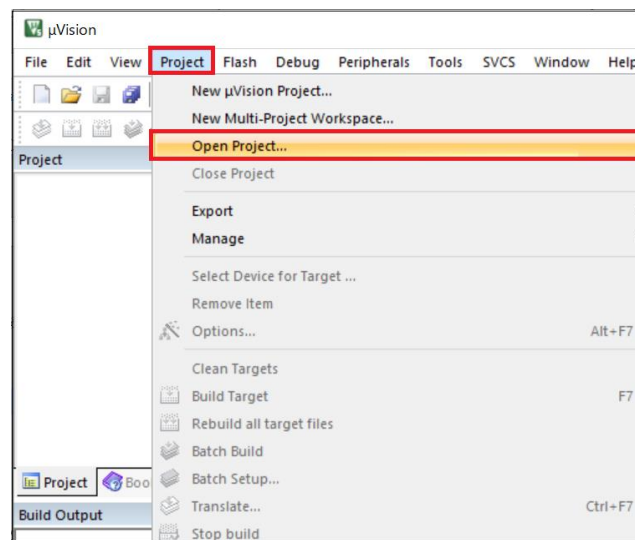 µVision
File Edit View Project Flash Debug Peripherals Tools SVCS Window Help
New µVision Project...
New Multi-Project Workspace...
Open Project...
Project
Close Project
Export
Manage
Select Device for Target ...
Remove Item
Options... Alt+F7
Clean Targets
Build Target F7
Rebuild all target files
Batch Build
Project Boo Batch Setup...
Translate... Ctrl+F7
Build Output
Stop build